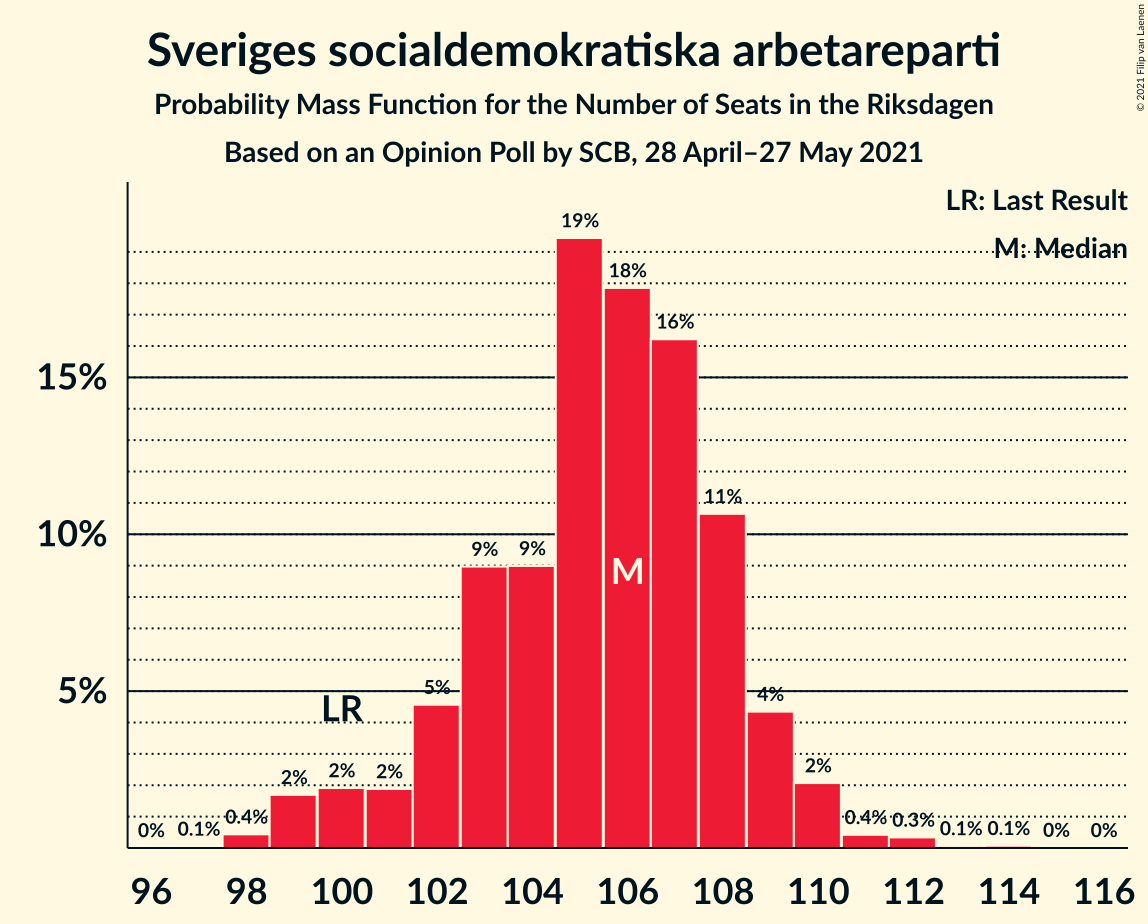 Sveriges socialdemokratiska arbetareparti
Probability Mass Function for the Number of Seats in the Riksdagen
Based on an Opinion Poll by SCB, 28 April–27 May 2021
© 2021 Filip van Laenen
LR: Last Result
M: Median
19%
18%
16%
15%
11%
10%
9% 9%
M
5%
5%
4%
LR
2% 2% 2%
2%
0% 0.1% 0.4%
0.4% 0.3% 0.1% 0.1% 0% 0%
96 98 100 102 104 106 108 110 112 114 116